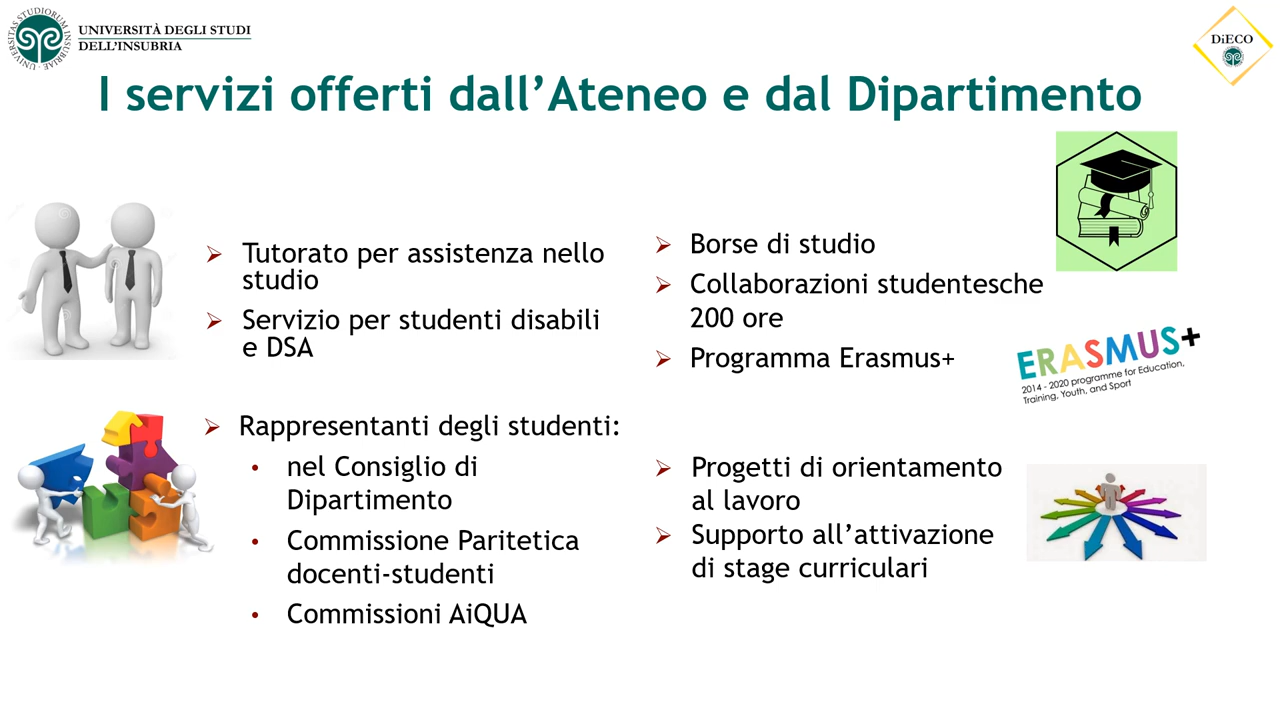 UNIVERSITAS STUDIORUM INSUBRIAE
UNIVERSITÀ DEGLI STUDI
DELL'INSUBRIA
DiECO
I servizi offerti dall'Ateneo e dal Dipartimento
Tutorato per assistenza nello
studio
Servizio per studenti disabili
e DSA
Rappresentanti degli studenti:
nel Consiglio di
Dipartimento
Commissione Paritetica
docenti-studenti
Commissioni AiQUA
Borse di studio
Collaborazioni studentesche
200 ore
Programma Erasmus+
ERASMUS+
2014 - 2020 programme for Education,
Training, Youth, and Sport
Progetti di orientamento
al lavoro
Supporto all'attivazione
di stage curriculari